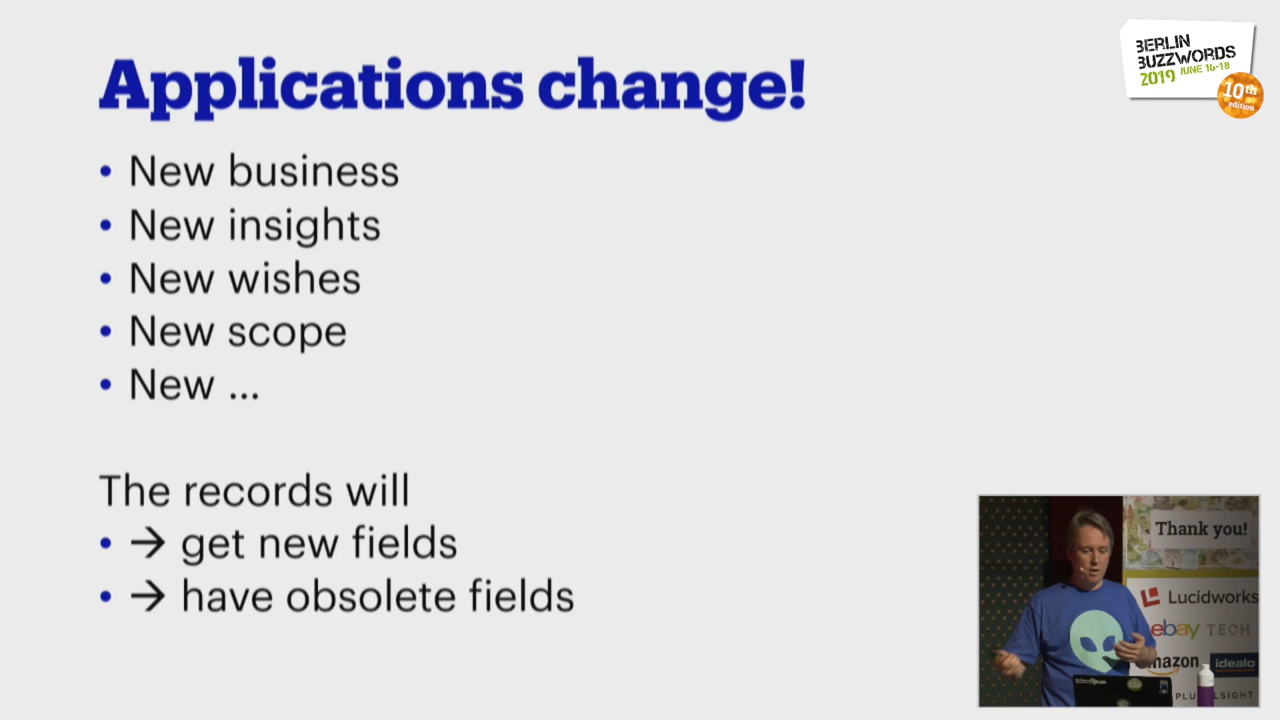 Applications change!
• New business
• New insights
• New wishes
• New scope
• New ...
The records will
• → get new fields
• → have obsolete fields
BERLIN
BUZZWORDS
2019 JUNE 16-18
10th
edition
Thank you!
Lucidworks
ebay TECH
amazon
idealo